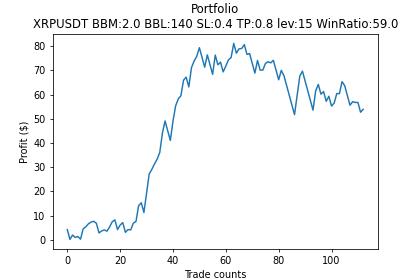 Portfolio
XRPUSDT BBM:2.0 BBL:140 SL:0.4 TP:0.8 lev:15 WinRatio:59.0
80
70
60
50
40
30
20
10
0
Profit ($)
0 20 40 60 80 100
Trade counts